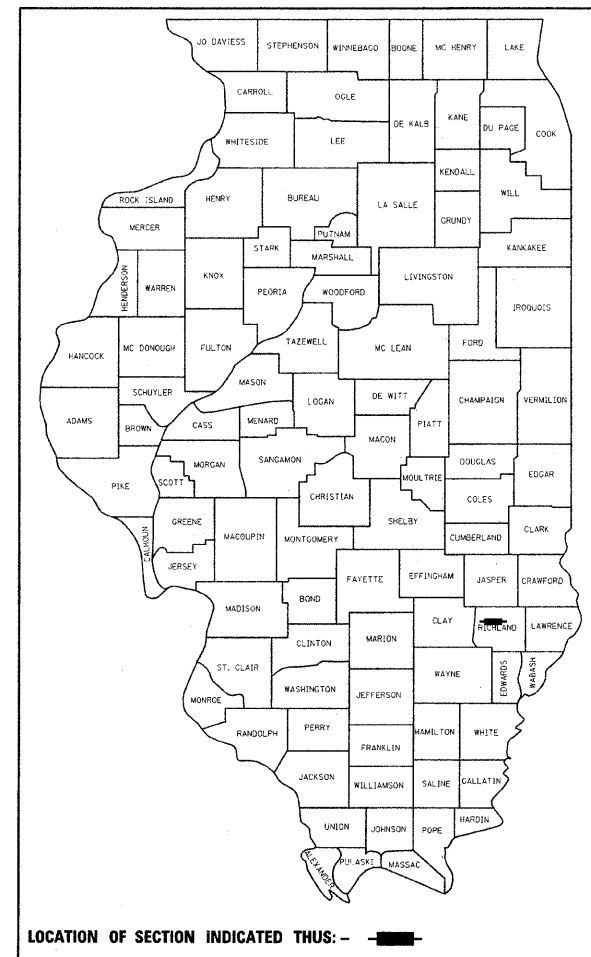 JO DAVIESS
STEPHENSON
WINNEBAGO
BOONE
MC HENRY
LAKE
CARROLL
OGLE
DE KALB
KANE
DU PAGE
COOK
WHITESIDE
LEE
KENDALL
WILL
ROCK ISLAND
HENRY
BUREAU
LA SALLE
GRUNDY
MERCER
PUTNAM
STARK
MARSHALL
KANKAKEE
HENDERSON
WARREN
KNOX
PEORIA
WOODFORD
LIVINGSTON
IROQUOIS
HANCOCK
MC DONOUGH
FULTON
TAZEWELL
MC LEAN
FORD
MASON
SCHUYLER
LOGAN
DE WITT
CHAMPAIGN
VERMILION
ADAMS
BROWN
CASS
MENARD
PIATT
MACON
PIKE
SCOTT
MORGAN
SANGAMON
DOUGLAS
MOULTRIE
EDGAR
CHRISTIAN
COLES
CALHOUN
GREENE
MACOUPIN
MONTGOMERY
SHELBY
CUMBERLAND
CLARK
JERSEY
FAYETTE
EFFINGHAM
JASPER
CRAWFORD
MADISON
BOND
CLAY
RICHLAND
LAWRENCE
CLINTON
MARION
ST. CLAIR
WAYNE
EDWARDS
WABASH
MONROE
WASHINGTON
JEFFERSON
RANDOLPH
PERRY
HAMILTON
WHITE
FRANKLIN
JACKSON
WILLIAMSON
SALINE
GALLATIN
UNION
JOHNSON
POPE
HARDIN
ALEXANDER
PULASKI
MASSAC
LOCATION OF SECTION INDICATED THUS: -